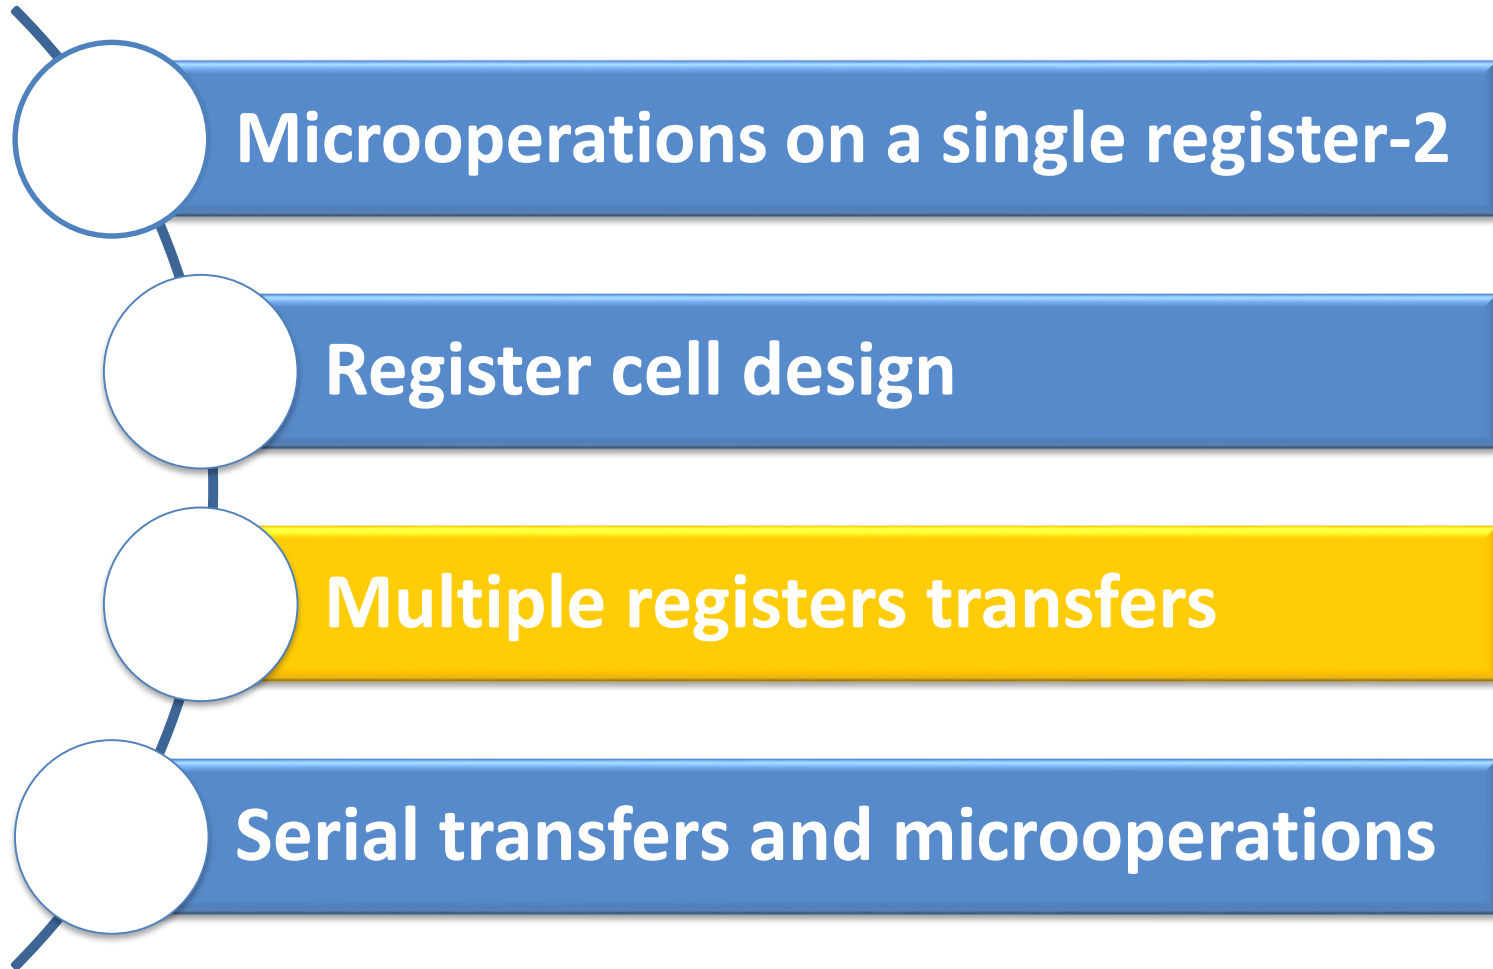 Microoperations on a single register-2
Register cell design
Multiple registers transfers
Serial transfers and microoperations